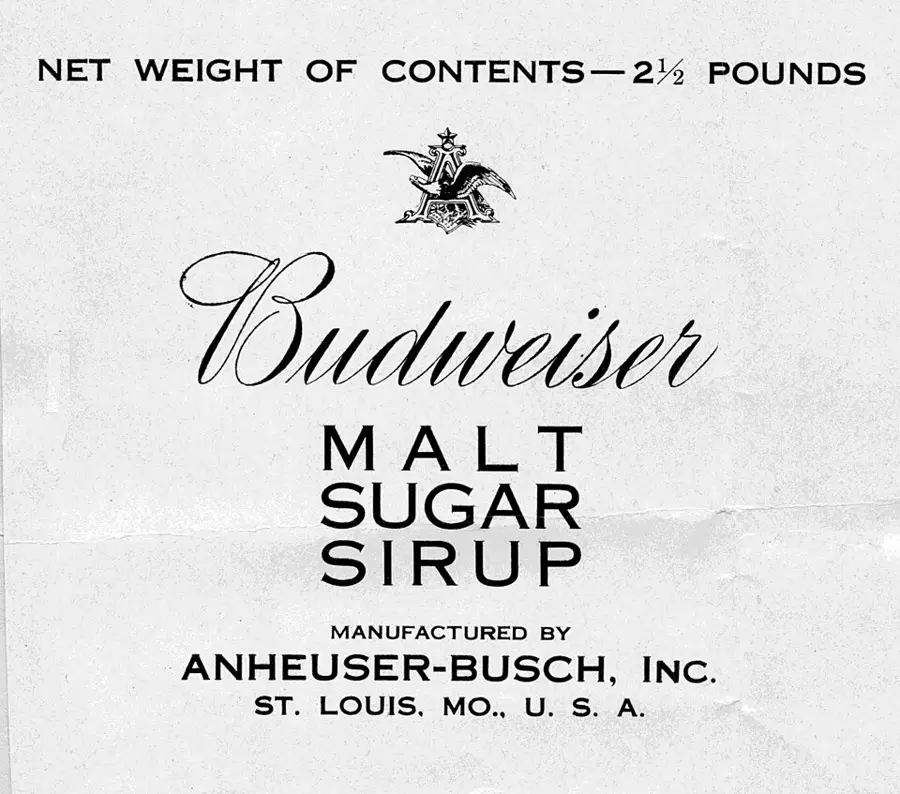 NET WEIGHT OF CONTENTS—2½ POUNDS
Budweiser
MALT
SUGAR
SIRUP
MANUFACTURED BY
ANHEUSER-BUSCH, INC.
ST. LOUIS, MO., U. S. A.